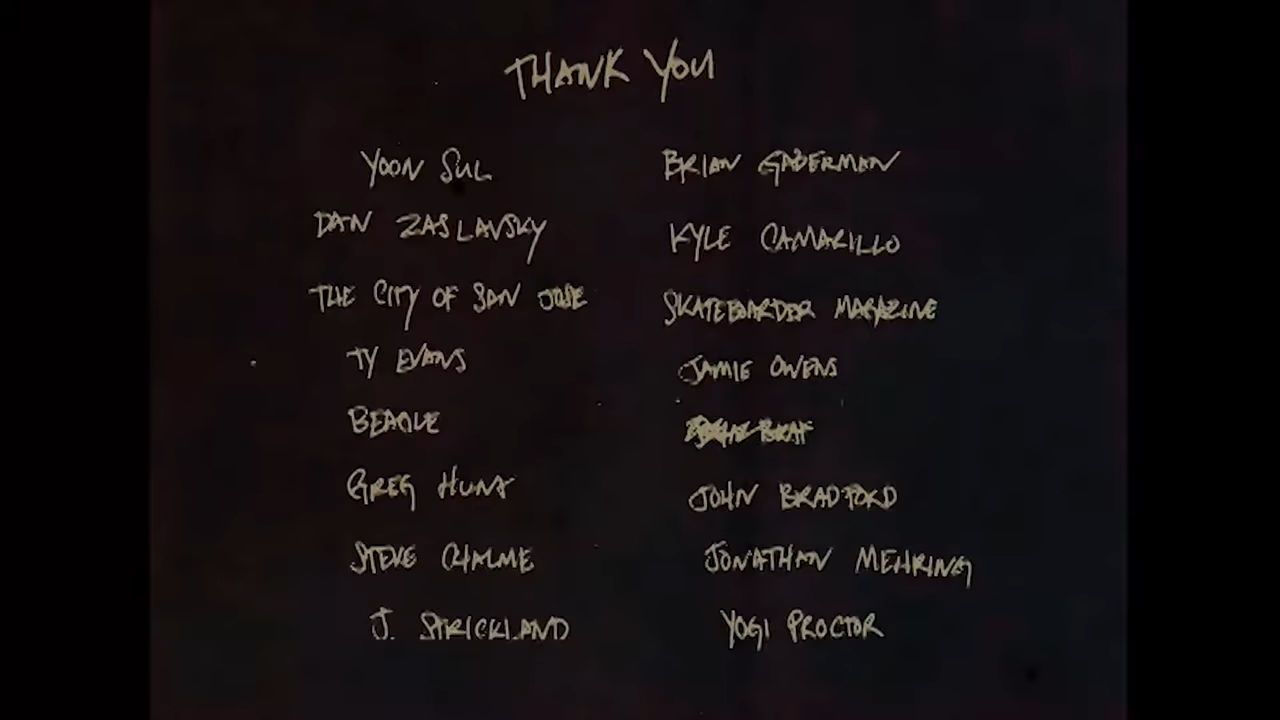 THANK YOU
YOON SUL
DAN ZASLAVSKY
THE CITY OF SAN JOSE
TY EVANS
BEAGLE
GREG HUNT
STEVE CHALME
J. STRICKLAND
BRIAN GABERMAN
KYLE CAMARILLO
SKATEBOARDER MAGAZINE
JAMIE OWENS
JOHN BRADFORD
JONATHAN MEHRING
YOGI PROCTOR